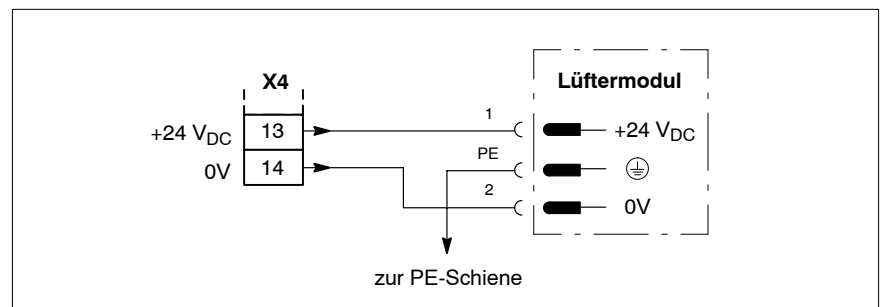 X4
Lüftermodul
+24 VDC 13 1 +24 VDC
PE
0V 14 2 0V
zur PE-Schiene